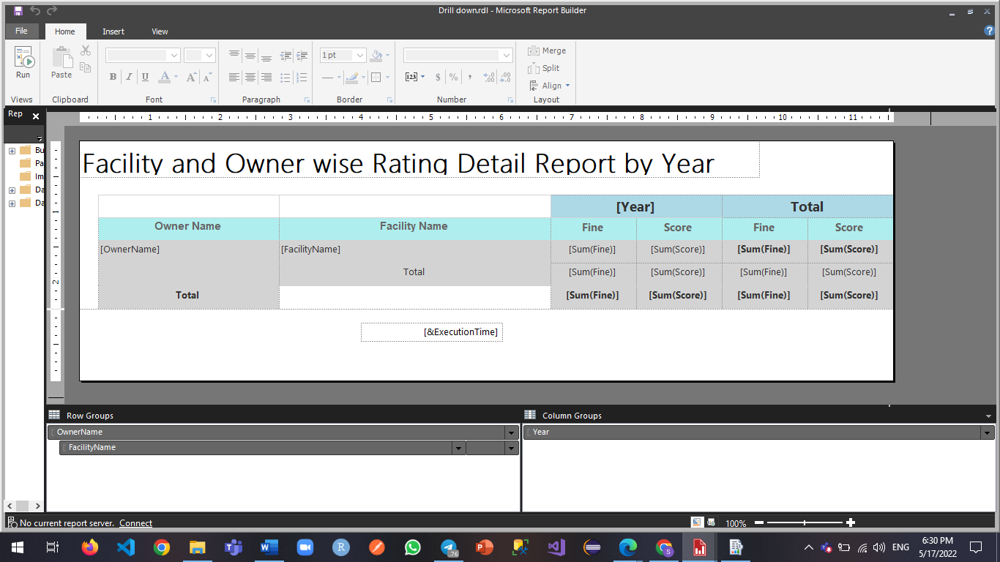 Drill down.rdl - Microsoft Report Builder
File Home Insert View
Run Paste B I U A A A 1 pt 123 $ % , Merge Split Align
Views Clipboard Font Paragraph Border Number Layout
Rep
1 2 3 4 5 6 7 8 9 10 11
Bu
Pa
Im
Da
Da
1
2
Facility and Owner wise Rating Detail Report by Year
[Year] Total
Owner Name Facility Name Fine Score Fine Score
[OwnerName] [FacilityName] [Sum(Fine)] [Sum(Score)] [Sum(Fine)] [Sum(Score)]
Total [Sum(Fine)] [Sum(Score)] [Sum(Fine)] [Sum(Score)]
Total [Sum(Fine)] [Sum(Score)] [Sum(Fine)] [Sum(Score)]
[&ExecutionTime]
Row Groups Column Groups
OwnerName Year
FacilityName
No current report server. Connect 100%
76 ENG 6:30 PM
5/17/2022